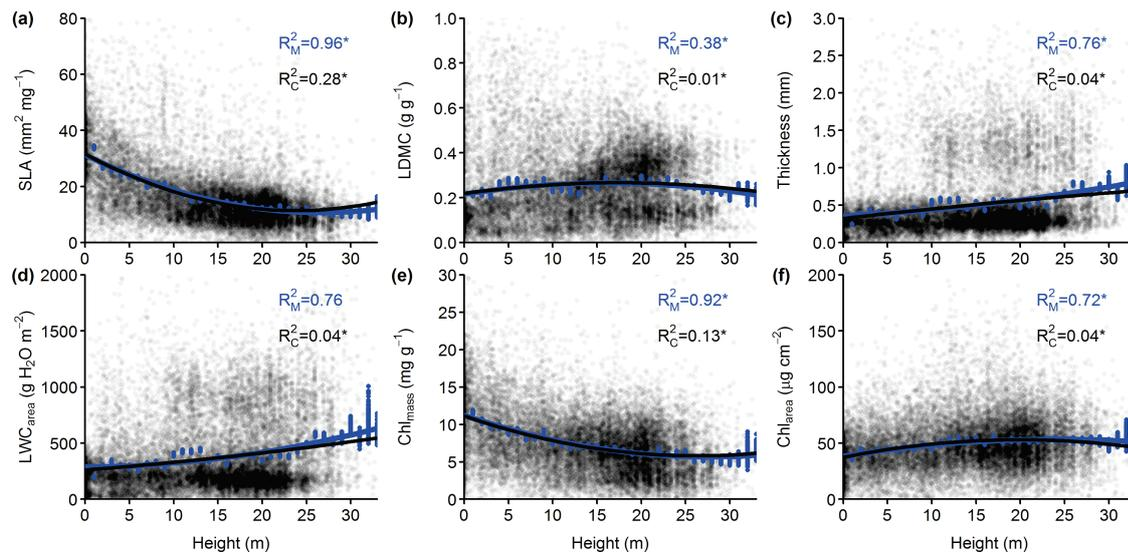 (a)
SLA (mm² mg⁻¹)
80
60
40
20
0
0 5 10 15 20 25 30
R²M=0.96*
R²C=0.28*
(b)
LDMC (g g⁻¹)
1.0
0.8
0.6
0.4
0.2
0.0
0 5 10 15 20 25 30
R²M=0.38*
R²C=0.01*
(c)
Thickness (mm)
3.0
2.5
2.0
1.5
1.0
0.5
0.0
0 5 10 15 20 25 30
R²M=0.76*
R²C=0.04*
(d)
LWCarea (g H₂O m⁻²)
2000
1500
1000
500
0
0 5 10 15 20 25 30
R²M=0.76
R²C=0.04*
Height (m)
(e)
Chlmass (mg g⁻¹)
30
25
20
15
10
5
0
0 5 10 15 20 25 30
R²M=0.92*
R²C=0.13*
Height (m)
(f)
Chlarea (μg cm⁻²)
200
150
100
50
0
0 5 10 15 20 25 30
R²M=0.72*
R²C=0.04*
Height (m)